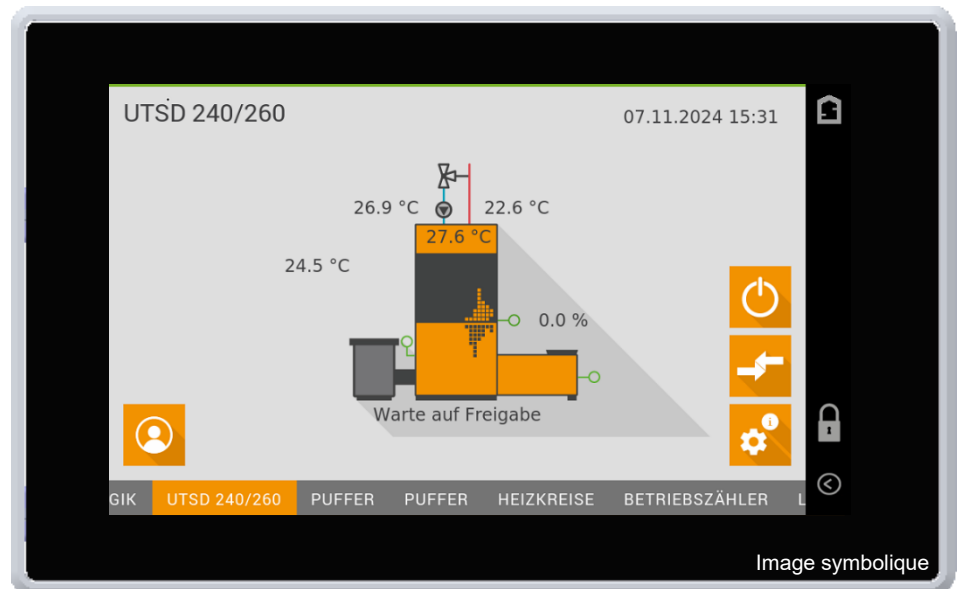 UTSD 240/260
07.11.2024 15:31
26.9 °C
22.6 °C
27.6 °C
24.5 °C
0.0 %
Warte auf Freigabe
i
GIK UTSD 240/260 PUFFER PUFFER HEIZKREISE BETRIEBSZÄHLER L
Image symbolique